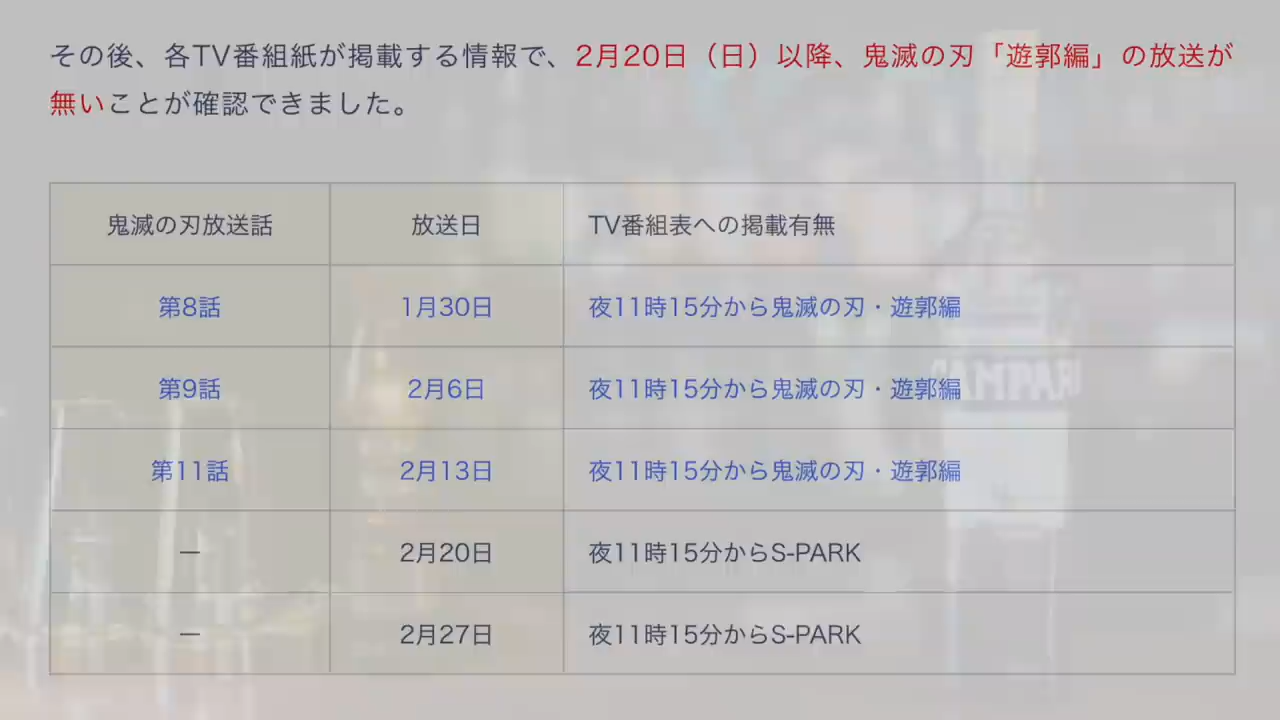 その後、各TV番組紙が掲載する情報で、2月20日（日）以降、鬼滅の刃「遊郭編」の放送が
無いことが確認できました。
鬼滅の刃放送話 放送日 TV番組表への掲載有無
第8話 1月30日 夜11時15分から鬼滅の刃・遊郭編
第9話 2月6日 夜11時15分から鬼滅の刃・遊郭編
第11話 2月13日 夜11時15分から鬼滅の刃・遊郭編
— 2月20日 夜11時15分からS-PARK
— 2月27日 夜11時15分からS-PARK
CAMPARI